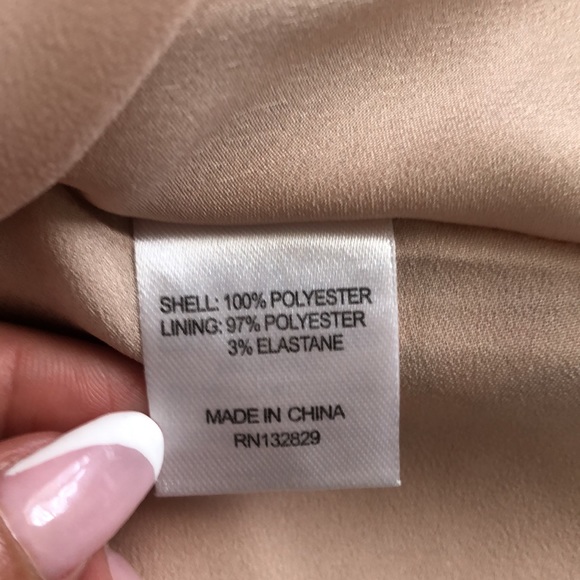 SHELL: 100% POLYESTER
LINING: 97% POLYESTER
3% ELASTANE
MADE IN CHINA
RN132829